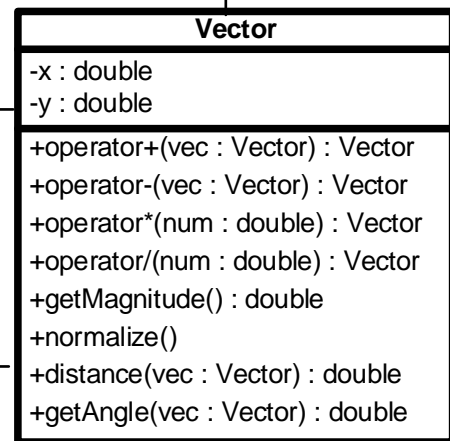 Vector
-x : double
-y : double
+operator+(vec : Vector) : Vector
+operator-(vec : Vector) : Vector
+operator*(num : double) : Vector
+operator/(num : double) : Vector
+getMagnitude() : double
+normalize()
+distance(vec : Vector) : double
+getAngle(vec : Vector) : double